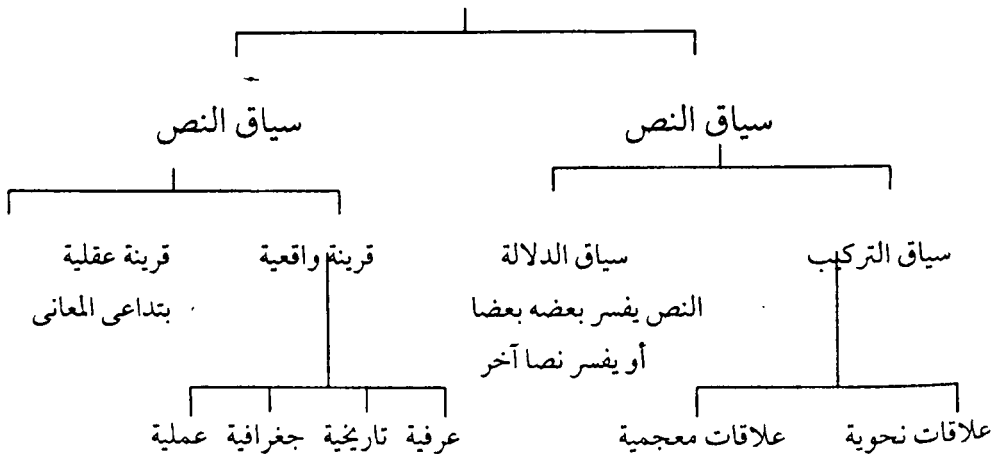 سياق النص
سياق النص
سياق التركيب
سياق الدلالة
قرينة واقعية
قرينة عقلية
النص يفسر بعضه بعضا
بتداعى المعانى
أو يفسر نصا آخر
علاقات نحوية
علاقات معجمية
عرفية
تاريخية
جغرافية
عملية